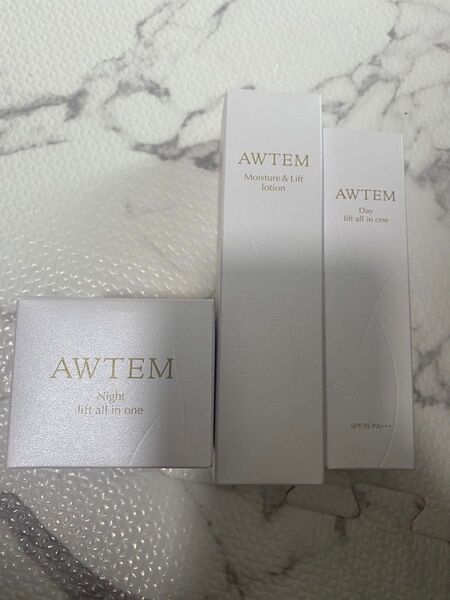 AWTEM
Night
lift all in one
AWTEM
Moisture & Lift
lotion
AWTEM
Day
lift all in one
SPF35 PA+++